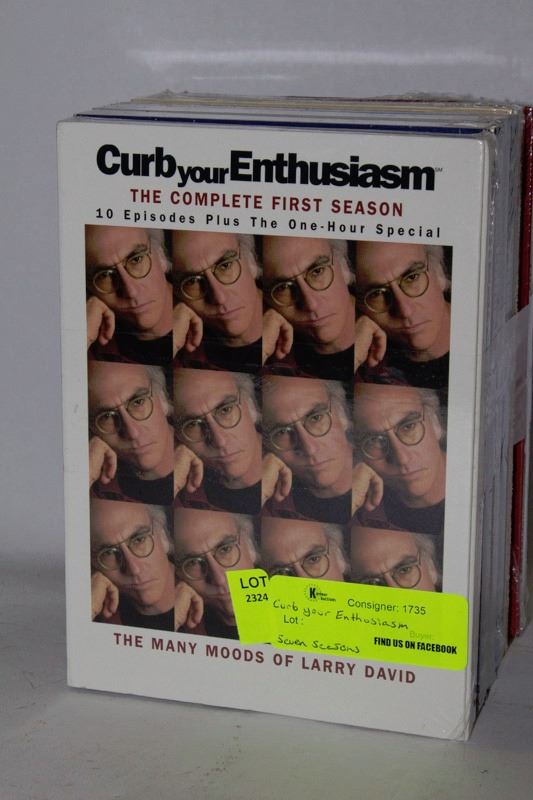 Curb your Enthusiasm
THE COMPLETE FIRST SEASON
10 Episodes Plus The One-Hour Special
LOT
2324
Consigner: 1735
Curb your Enthusiasm
Lot:
Buyer:
Seven Seasons
FIND US ON FACEBOOK
THE MANY MOODS OF LARRY DAVID